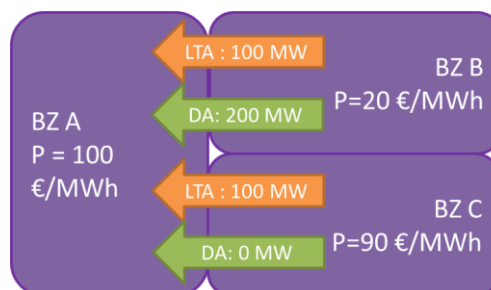 LTA : 100 MW
BZ B
P=20 €/MWh
DA: 200 MW
BZ A
P = 100
€/MWh
LTA : 100 MW
BZ C
P=90 €/MWh
DA: 0 MW